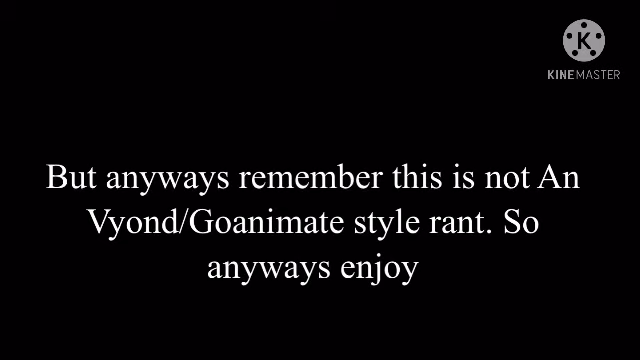 K
KINEMASTER
But anyways remember this is not An
Vyond/Goanimate style rant. So
anyways enjoy